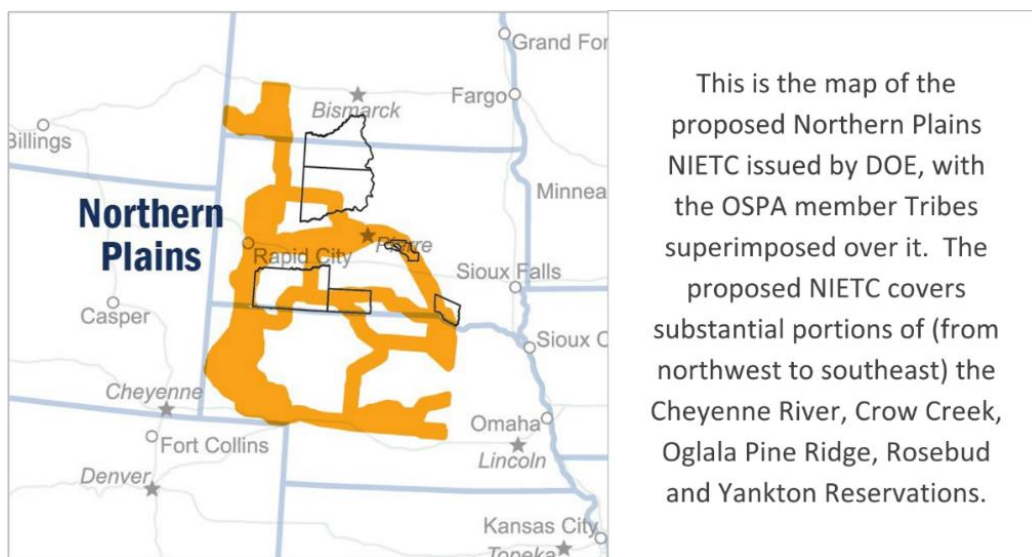 Grand For
Bismarck
Fargo
Billings
Northern
Plains
Minnea
Pierre
Rapid City
Sioux Falls
Casper
Sioux C
Cheyenne
Omaha
Fort Collins
Lincoln
Denver
Kansas City
Topeka
This is the map of the
proposed Northern Plains
NIETC issued by DOE, with
the OSPA member Tribes
superimposed over it.  The
proposed NIETC covers
substantial portions of (from
northwest to southeast) the
Cheyenne River, Crow Creek,
Oglala Pine Ridge, Rosebud
and Yankton Reservations.